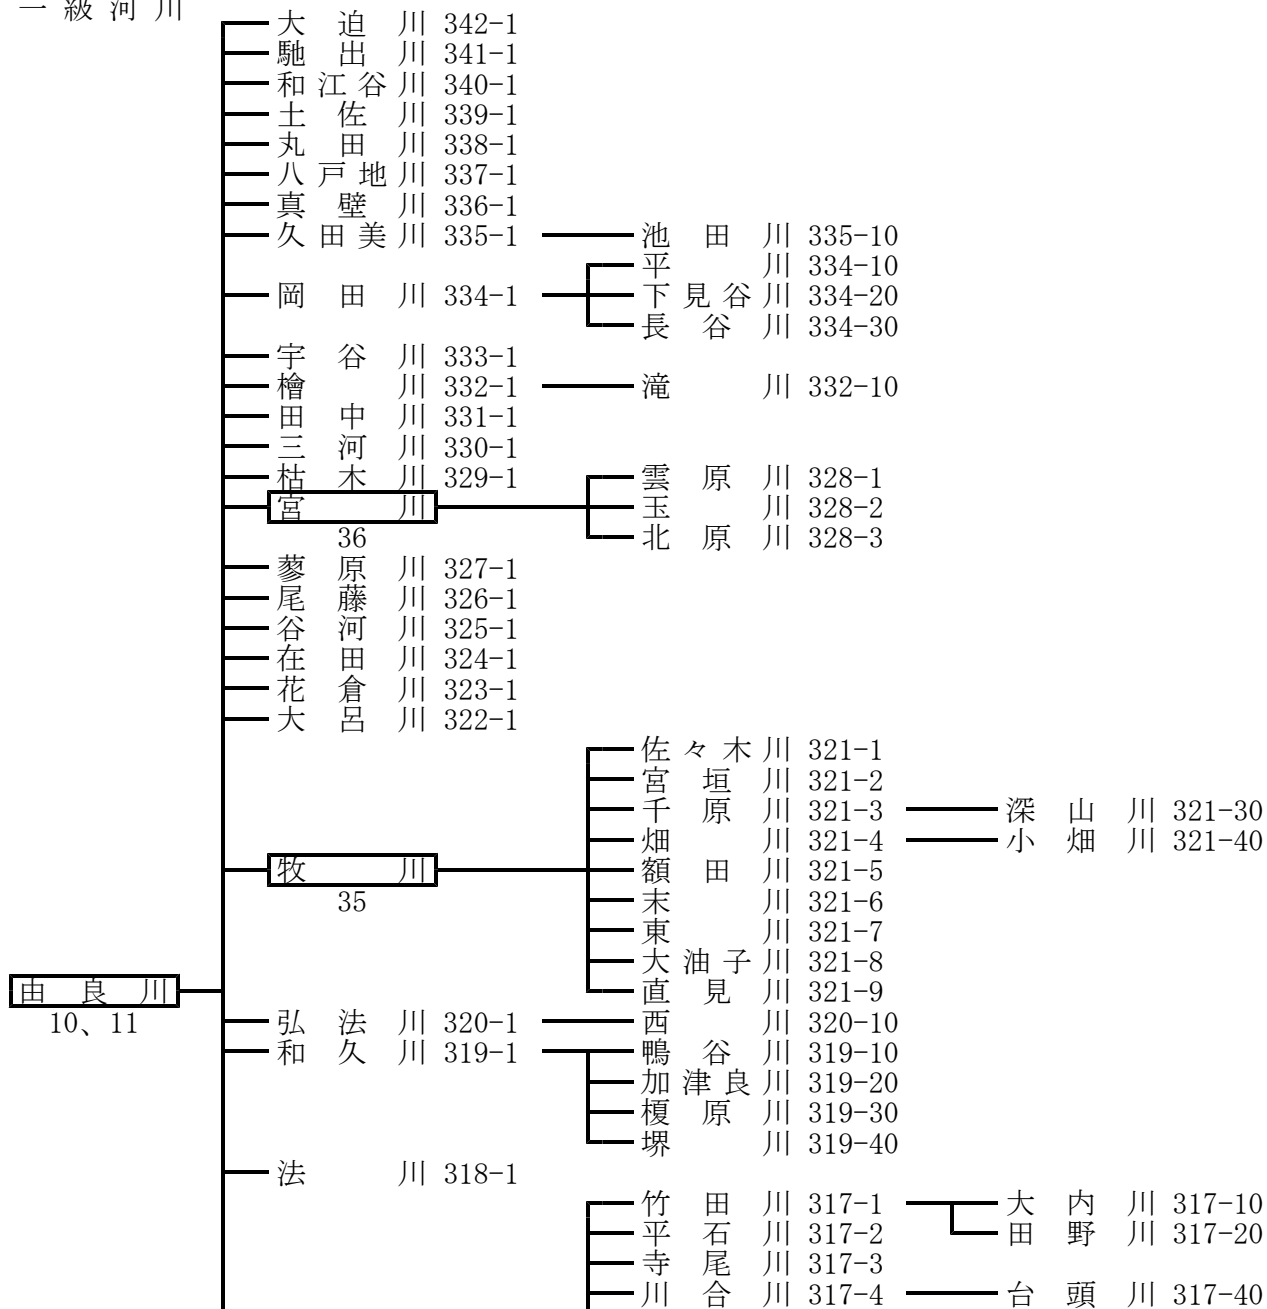 一級河川
大迫川 342-1
馳出川 341-1
和江谷川 340-1
土佐川 339-1
丸田川 338-1
八戸地川 337-1
真壁川 336-1
久田美川 335-1 池田川 335-10
平川 334-10
岡田川 334-1 下見谷川 334-20
長谷川 334-30
宇谷川 333-1
檜川 332-1 滝川 332-10
田中川 331-1
三河川 330-1
枯木川 329-1 雲原川 328-1
宮川 玉川 328-2
36 北原川 328-3
蓼原川 327-1
尾藤川 326-1
谷河川 325-1
在田川 324-1
花倉川 323-1
大呂川 322-1
佐々木川 321-1
宮垣川 321-2
千原川 321-3 深山川 321-30
畑川 321-4 小畑川 321-40
牧川 額田川 321-5
35 末川 321-6
東川 321-7
大油子川 321-8
由良川 直見川 321-9
10、11 弘法川 320-1 西川 320-10
和久川 319-1 鴨谷川 319-10
加津良川 319-20
榎原川 319-30
堺川 319-40
法川 318-1
竹田川 317-1 大内川 317-10
平石川 317-2 田野川 317-20
寺尾川 317-3
川合川 317-4 台頭川 317-40